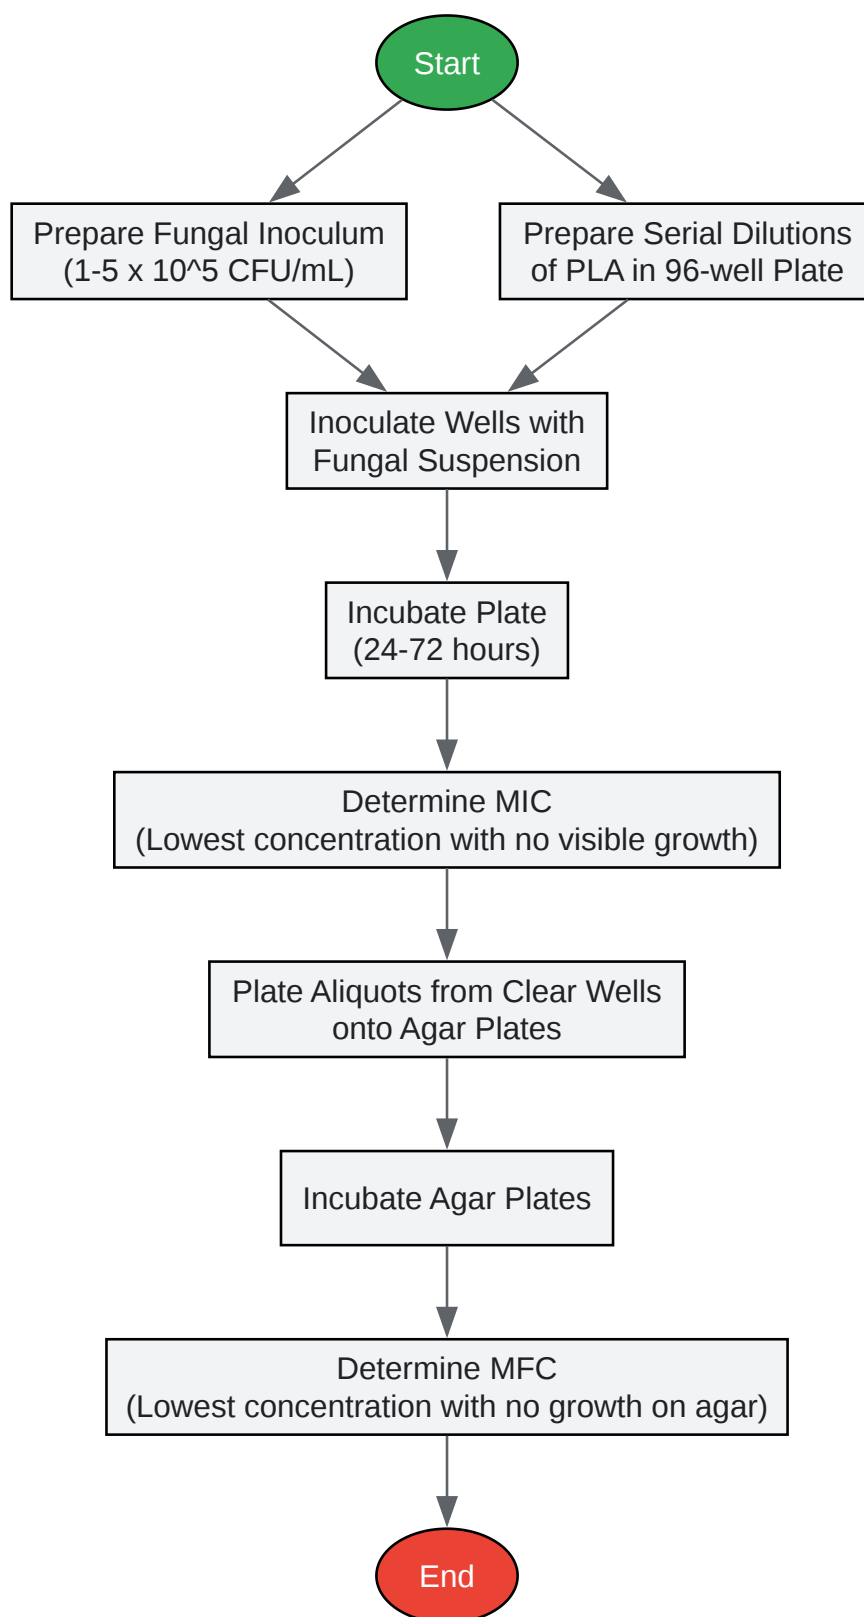 Start
Prepare Fungal Inoculum
(1-5 x 10^5 CFU/mL)
Prepare Serial Dilutions
of PLA in 96-well Plate
Inoculate Wells with
Fungal Suspension
Incubate Plate
(24-72 hours)
Determine MIC
(Lowest concentration with no visible growth)
Plate Aliquots from Clear Wells
onto Agar Plates
Incubate Agar Plates
Determine MFC
(Lowest concentration with no growth on agar)
End